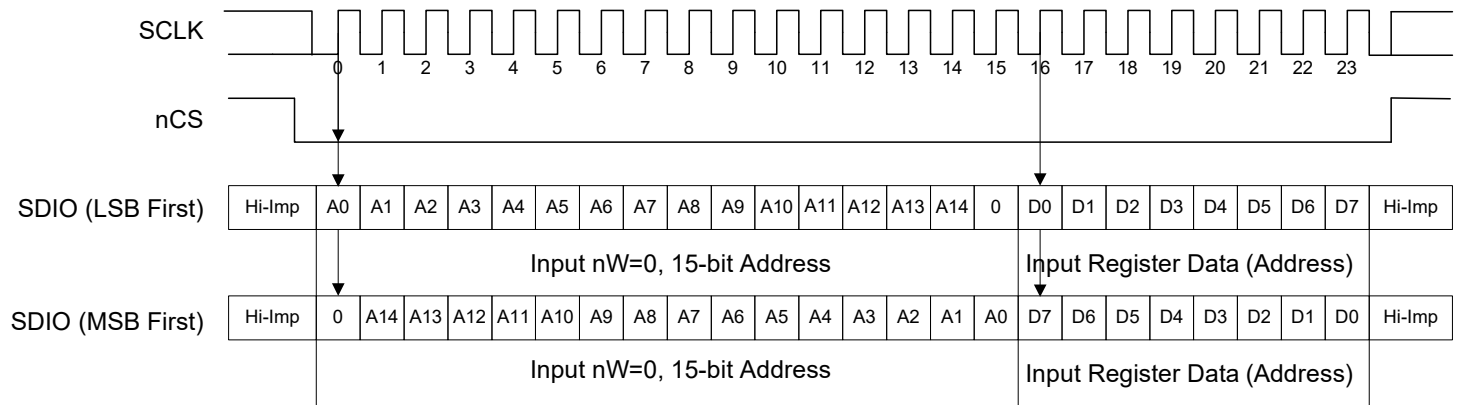 SCLK
0 1 2 3 4 5 6 7 8 9 10 11 12 13 14 15 16 17 18 19 20 21 22 23
nCS
SDIO (LSB First) Hi-Imp A0 A1 A2 A3 A4 A5 A6 A7 A8 A9 A10 A11 A12 A13 A14 0 D0 D1 D2 D3 D4 D5 D6 D7 Hi-Imp
Input nW=0, 15-bit Address Input Register Data (Address)
SDIO (MSB First) Hi-Imp 0 A14 A13 A12 A11 A10 A9 A8 A7 A6 A5 A4 A3 A2 A1 A0 D7 D6 D5 D4 D3 D2 D1 D0 Hi-Imp
Input nW=0, 15-bit Address Input Register Data (Address)